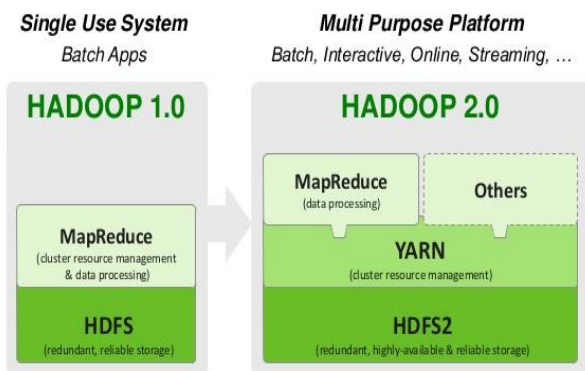 Single Use System
Batch Apps
HADOOP 1.0
MapReduce
(cluster resource management
& data processing)
HDFS
(redundant, reliable storage)
Multi Purpose Platform
Batch, Interactive, Online, Streaming, ...
HADOOP 2.0
MapReduce
(data processing)
Others
YARN
(cluster resource management)
HDFS2
(redundant, highly-available & reliable storage)